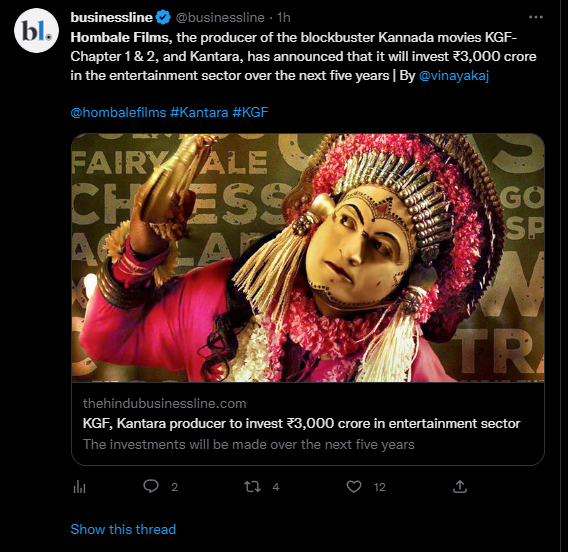 bl.
businessline @businessline · 1h
Hombale Films, the producer of the blockbuster Kannada movies KGF-
Chapter 1 & 2, and Kantara, has announced that it will invest ₹3,000 crore
in the entertainment sector over the next five years | By @vinayakaj
@hombalefilms #Kantara #KGF
FAIRY ALE
GO
SP
W
TRA
thehindubusinessline.com
KGF, Kantara producer to invest ₹3,000 crore in entertainment sector
The investments will be made over the next five years
2 4 12
Show this thread